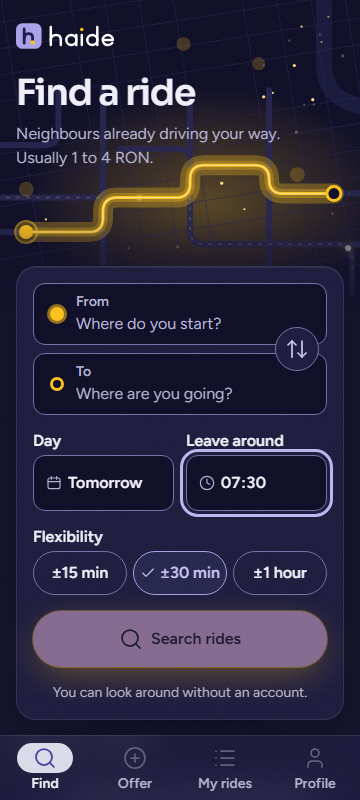 haide
Find a ride
Neighbours already driving your way.
Usually 1 to 4 RON.
From
Where do you start?
To
Where are you going?
Day
Leave around
Tomorrow
07:30
Flexibility
±15 min
±30 min
±1 hour
Search rides
You can look around without an account.
Find
Offer
My rides
Profile